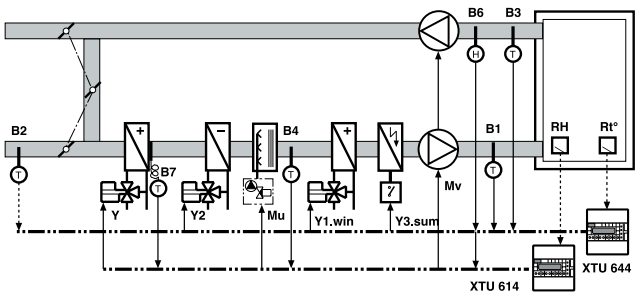 B6 B3
H T
B2
+ − B4 + B1 RH Rt°
T B7 T T
T
Y Y2 Mu Y1.win Y3.sum Mv
XTU 614 XTU 644